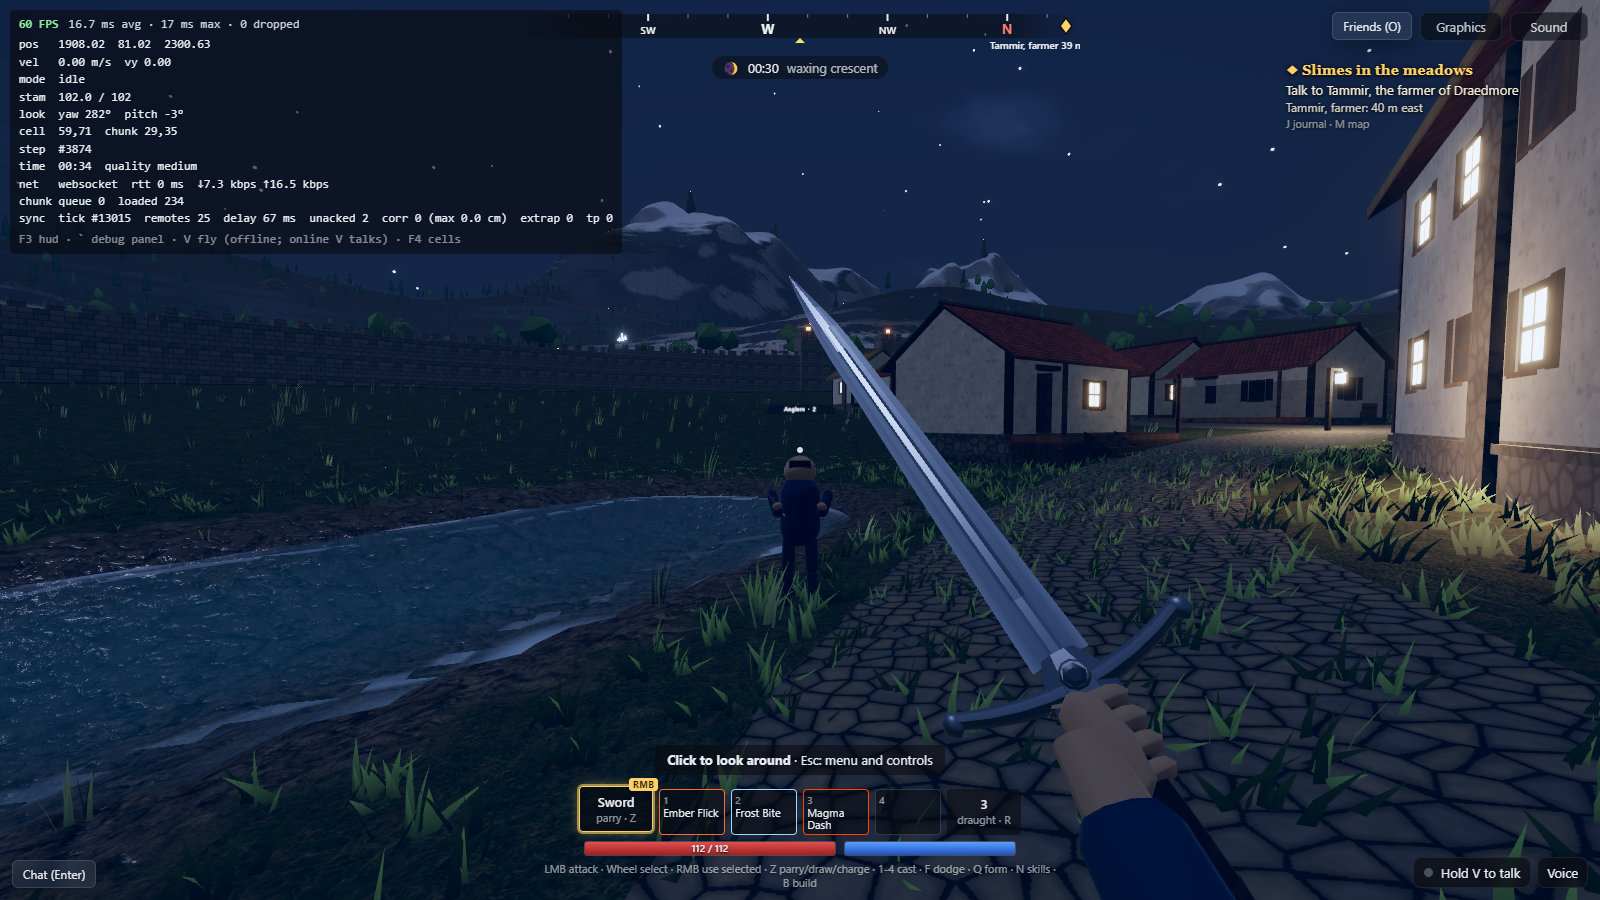 60 FPS 16.7 ms avg · 17 ms max · 0 dropped
pos 1908.02 81.02 2300.63
vel 0.00 m/s vy 0.00
mode idle
stam 102.0 / 102
look yaw 282° pitch -3°
cell 59,71 chunk 29,35
step #3874
time 00:34 quality medium
net websocket rtt 0 ms ↓7.3 kbps ↑16.5 kbps
chunk queue 0 loaded 234
sync tick #13015 remotes 25 delay 67 ms unacked 2 corr 0 (max 0.0 cm) extrap 0 tp 0
F3 hud · ` debug panel · V fly (offline; online V talks) · F4 cells
SW W NW N
Tammir, farmer 39 m
00:30 waxing crescent
Friends (O) Graphics Sound
Slimes in the meadows
Talk to Tammir, the farmer of Draedmore
Tammir, farmer: 40 m east
J journal · M map
Click to look around · Esc: menu and controls
RMB
Sword
parry · Z
1
Ember Flick
2
Frost Bite
3
Magma
Dash
4
3
draught · R
112 / 112
LMB attack · Wheel select · RMB use selected · Z parry/draw/charge · 1-4 cast · F dodge · Q form · N skills ·
B build
Chat (Enter)
Hold V to talk
Voice